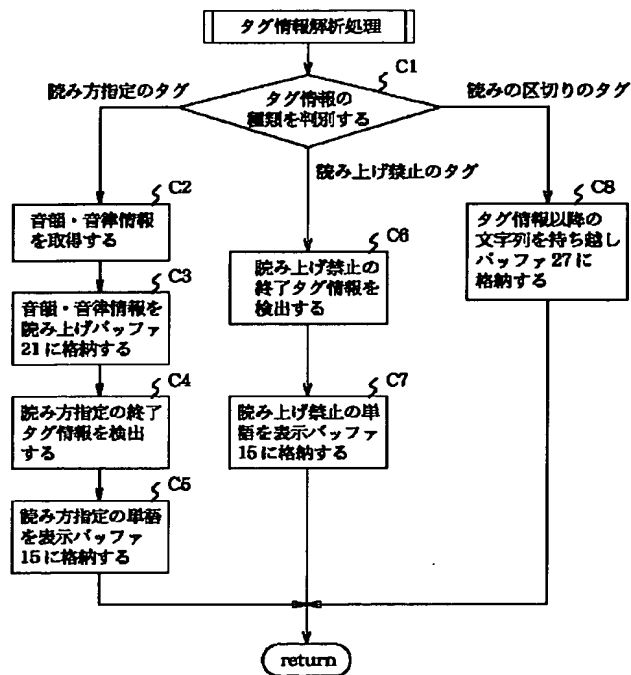 タグ情報解析処理
C1
タグ情報の
種類を判別する
読み方指定のタグ
読み上げ禁止のタグ
読みの区切りのタグ
C2
音韻・音律情報
を取得する
C3
音韻・音律情報を
読み上げバッファ
21に格納する
C4
読み方指定の終了
タグ情報を検出
する
C5
読み方指定の単語
を表示バッファ
15に格納する
C6
読み上げ禁止の
終了タグ情報を
検出する
C7
読み上げ禁止の単
語を表示バッファ
15に格納する
C8
タグ情報以降の
文字列を持ち越し
バッファ27に
格納する
return